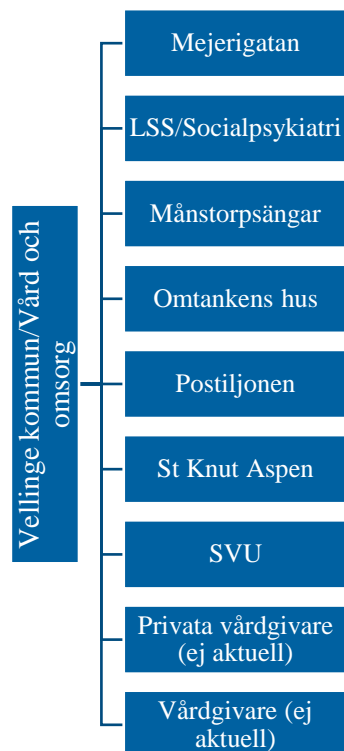 Vellinge kommun/Vård och
omsorg
Mejerigatan
LSS/Socialpsykiatri
Månstorpsängar
Omtankens hus
Postiljonen
St Knut Aspen
SVU
Privata vårdgivare
(ej aktuell)
Vårdgivare (ej
aktuell)